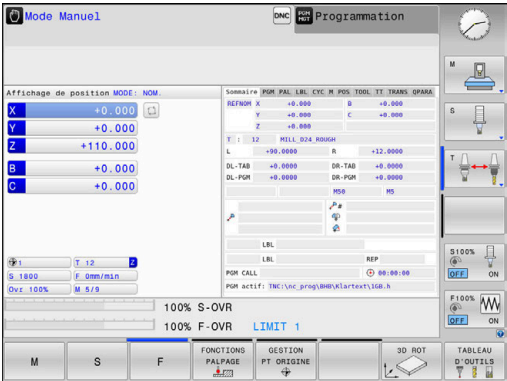 Mode Manuel
DNC PGM MGT Programmation
Affichage de position MODE: NOM.
X +0.000
Y +0.000
Z +110.000
B +0.000
C +0.000
1 T 12 Z
S 1800 F 0mm/min
Ovr 100% M 5/9
Sommaire PGM PAL LBL CYC M POS TOOL TT TRANS QPARA
REFNOM X +0.000 B +0.000
Y +0.000 C +0.000
Z +0.000
T : 12 MILL_D24_ROUGH
L +90.0000 R +12.0000
DL-TAB +0.0000 DR-TAB +0.0000
DL-PGM +0.0000 DR-PGM +0.0000
M50 M5
P#
P
LBL
LBL REP
PGM CALL 00:00:00
PGM actif: TNC:\nc_prog\BHB\Klartext\1GB.h
100% S-OVR
100% F-OVR LIMIT 1
M
S
T
S100%
OFF ON
F100%
OFF ON
M
S
F
FONCTIONS
PALPAGE
GESTION
PT ORIGINE
3D ROT
TABLEAU
D'OUTILS